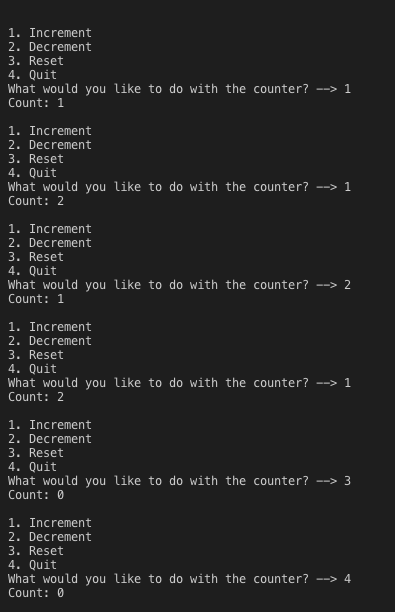 1. Increment
2. Decrement
3. Reset
4. Quit
What would you like to do with the counter? --> 1
Count: 1
1. Increment
2. Decrement
3. Reset
4. Quit
What would you like to do with the counter? --> 1
Count: 2
1. Increment
2. Decrement
3. Reset
4. Quit
What would you like to do with the counter? --> 2
Count: 1
1. Increment
2. Decrement
3. Reset
4. Quit
What would you like to do with the counter? --> 1
Count: 2
1. Increment
2. Decrement
3. Reset
4. Quit
What would you like to do with the counter? --> 3
Count: 0
1. Increment
2. Decrement
3. Reset
4. Quit
What would you like to do with the counter? --> 4
Count: 0